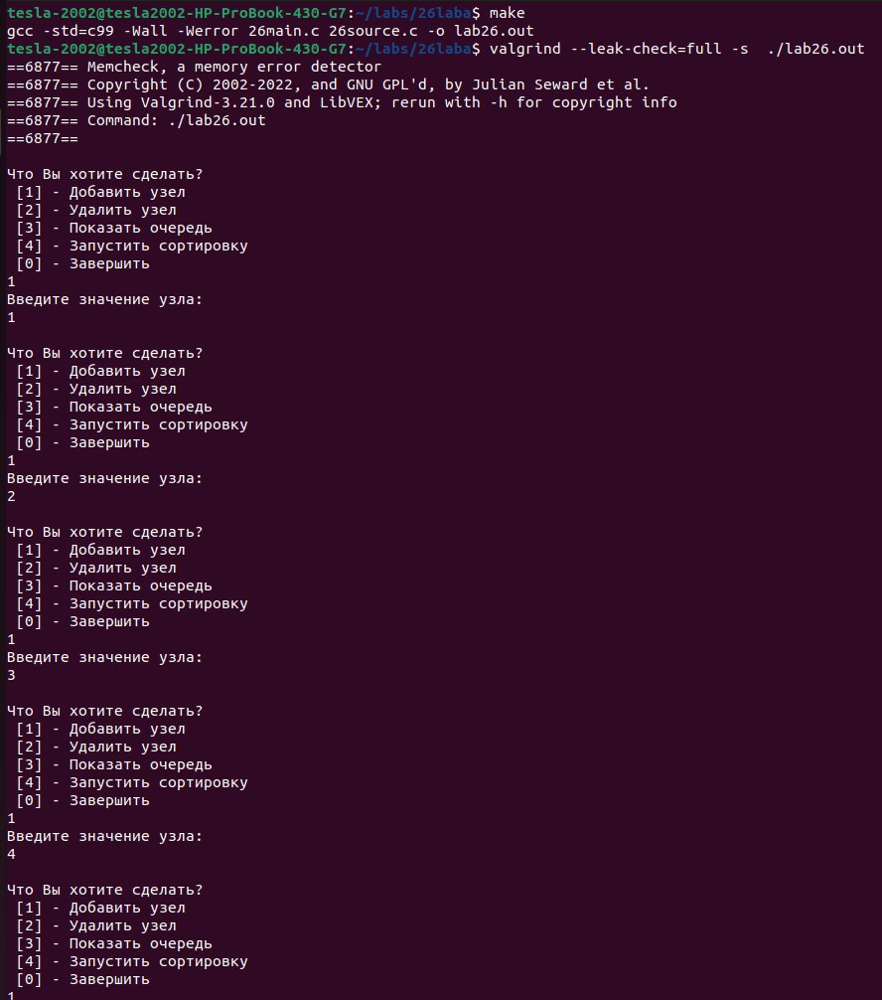 tesla-2002@tesla2002-HP-ProBook-430-G7:~/labs/26laba$ make
gcc -std=c99 -Wall -Werror 26main.c 26source.c -o lab26.out
tesla-2002@tesla2002-HP-ProBook-430-G7:~/labs/26laba$ valgrind --leak-check=full -s  ./lab26.out
==6877== Memcheck, a memory error detector
==6877== Copyright (C) 2002-2022, and GNU GPL'd, by Julian Seward et al.
==6877== Using Valgrind-3.21.0 and LibVEX; rerun with -h for copyright info
==6877== Command: ./lab26.out
==6877==
Что Вы хотите сделать?
[1] - Добавить узел
[2] - Удалить узел
[3] - Показать очередь
[4] - Запустить сортировку
[0] - Завершить
1
Введите значение узла:
1
Что Вы хотите сделать?
[1] - Добавить узел
[2] - Удалить узел
[3] - Показать очередь
[4] - Запустить сортировку
[0] - Завершить
1
Введите значение узла:
2
Что Вы хотите сделать?
[1] - Добавить узел
[2] - Удалить узел
[3] - Показать очередь
[4] - Запустить сортировку
[0] - Завершить
1
Введите значение узла:
3
Что Вы хотите сделать?
[1] - Добавить узел
[2] - Удалить узел
[3] - Показать очередь
[4] - Запустить сортировку
[0] - Завершить
1
Введите значение узла:
4
Что Вы хотите сделать?
[1] - Добавить узел
[2] - Удалить узел
[3] - Показать очередь
[4] - Запустить сортировку
[0] - Завершить
1